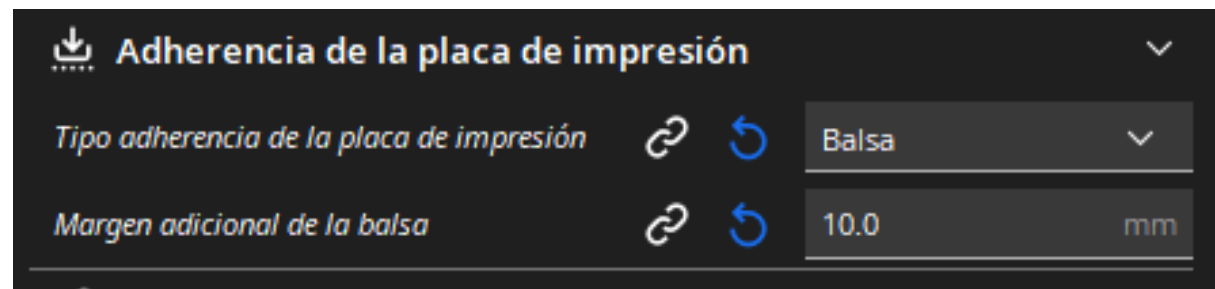 Adherencia de la placa de impresión
Tipo adherencia de la placa de impresión Balsa
Margen adicional de la balsa 10.0 mm